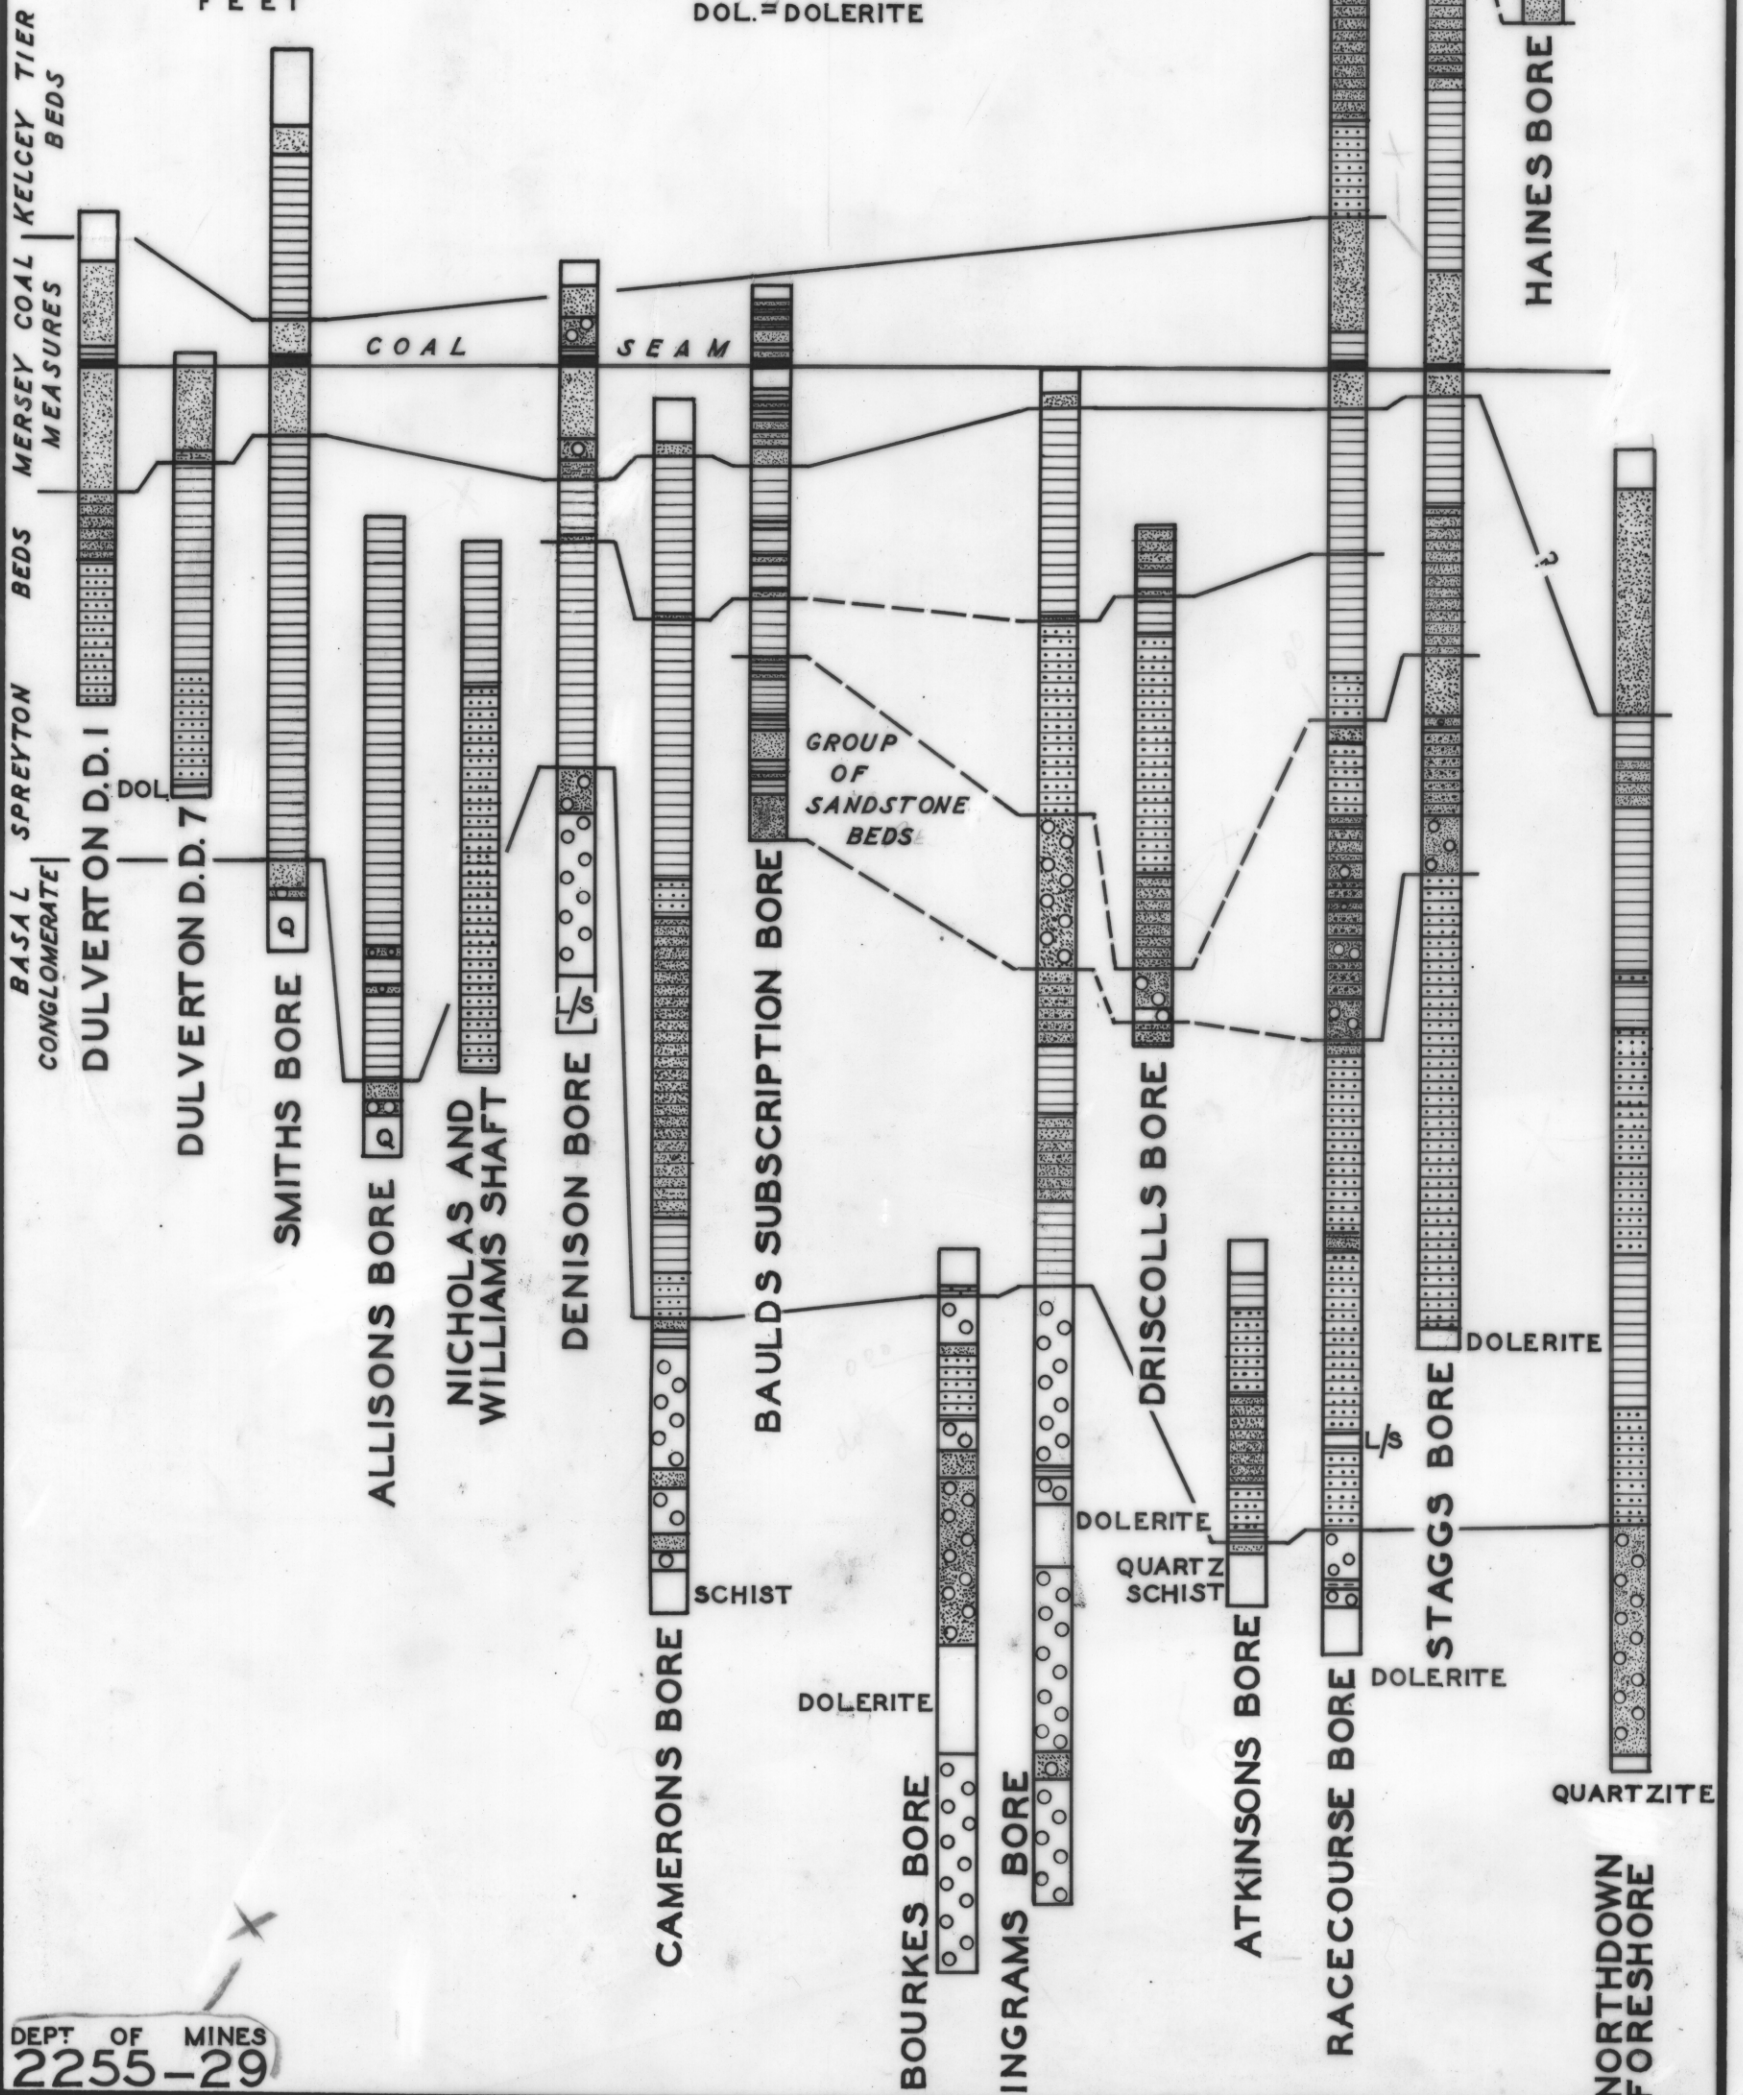 FEET
DOL. = DOLERITE
KELCEY TIER
BEDS
MERSEY COAL
MEASURES
SPREYTON BEDS
BASAL
CONGLOMERATE
COAL SEAM
HAINES BORE
?
GROUP
OF
SANDSTONE
BEDS
DULVERTON D.D. 1
DOL
DULVERTON D.D. 7
SMITHS BORE
ALLISONS BORE
NICHOLAS AND
WILLIAMS SHAFT
L/S
DENISON BORE
SCHIST
CAMERONS BORE
BAULDS SUBSCRIPTION BORE
DOLERITE
BOURKES BORE
DOLERITE
INGRAMS BORE
DRISCOLLS BORE
QUARTZ
SCHIST
ATKINSONS BORE
L/S
DOLERITE
RACECOURSE BORE
DOLERITE
STAGGS BORE
QUARTZITE
NORTHDOWN
FORESHORE
DEPT OF MINES
2255-29